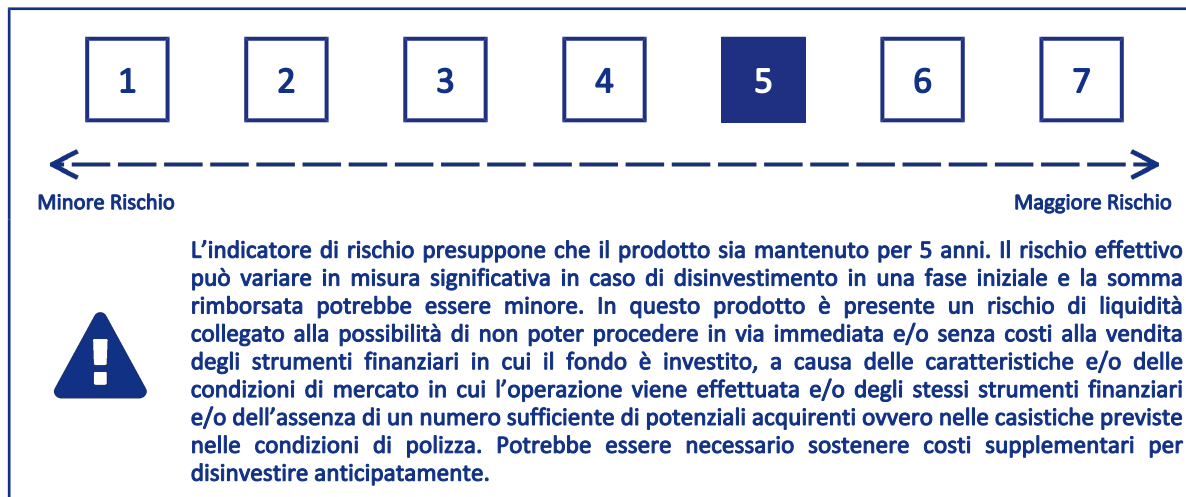 1 2 3 4 5 6 7
Minore Rischio Maggiore Rischio
L'indicatore di rischio presuppone che il prodotto sia mantenuto per 5 anni. Il rischio effettivo
può variare in misura significativa in caso di disinvestimento in una fase iniziale e la somma
rimborsata potrebbe essere minore. In questo prodotto è presente un rischio di liquidità
collegato alla possibilità di non poter procedere in via immediata e/o senza costi alla vendita
degli strumenti finanziari in cui il fondo è investito, a causa delle caratteristiche e/o delle
condizioni di mercato in cui l'operazione viene effettuata e/o degli stessi strumenti finanziari
e/o dell'assenza di un numero sufficiente di potenziali acquirenti ovvero nelle casistiche previste
nelle condizioni di polizza. Potrebbe essere necessario sostenere costi supplementari per
disinvestire anticipatamente.